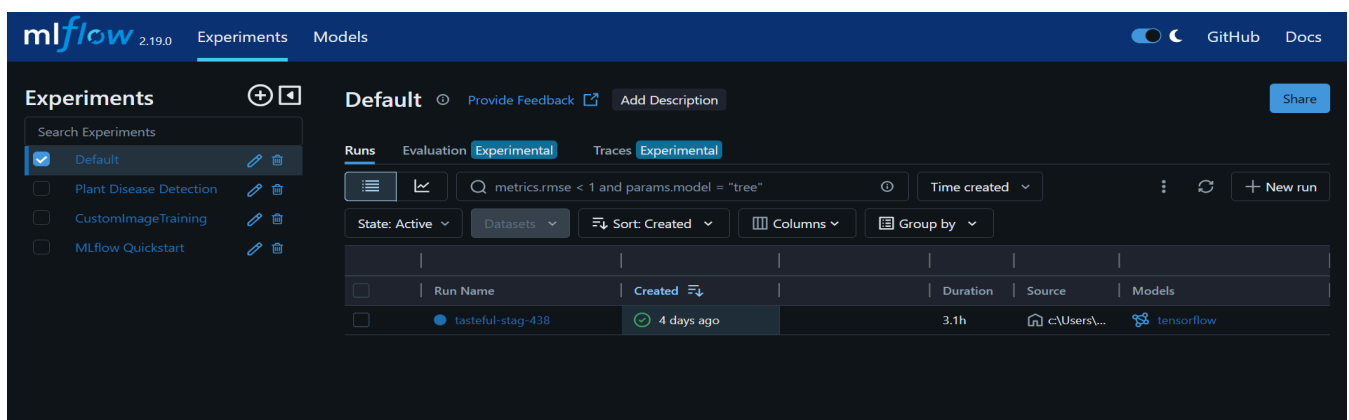 mlflow 2.19.0 Experiments Models GitHub Docs
Experiments
Search Experiments
Default
Plant Disease Detection
CustomImageTraining
MLflow Quickstart
Default Provide Feedback Add Description Share
Runs Evaluation Experimental Traces Experimental
metrics.rmse < 1 and params.model = "tree" Time created New run
State: Active Datasets Sort: Created Columns Group by
Run Name Created Duration Source Models
tasteful-stag-438 4 days ago 3.1h c:\Users\... tensorflow